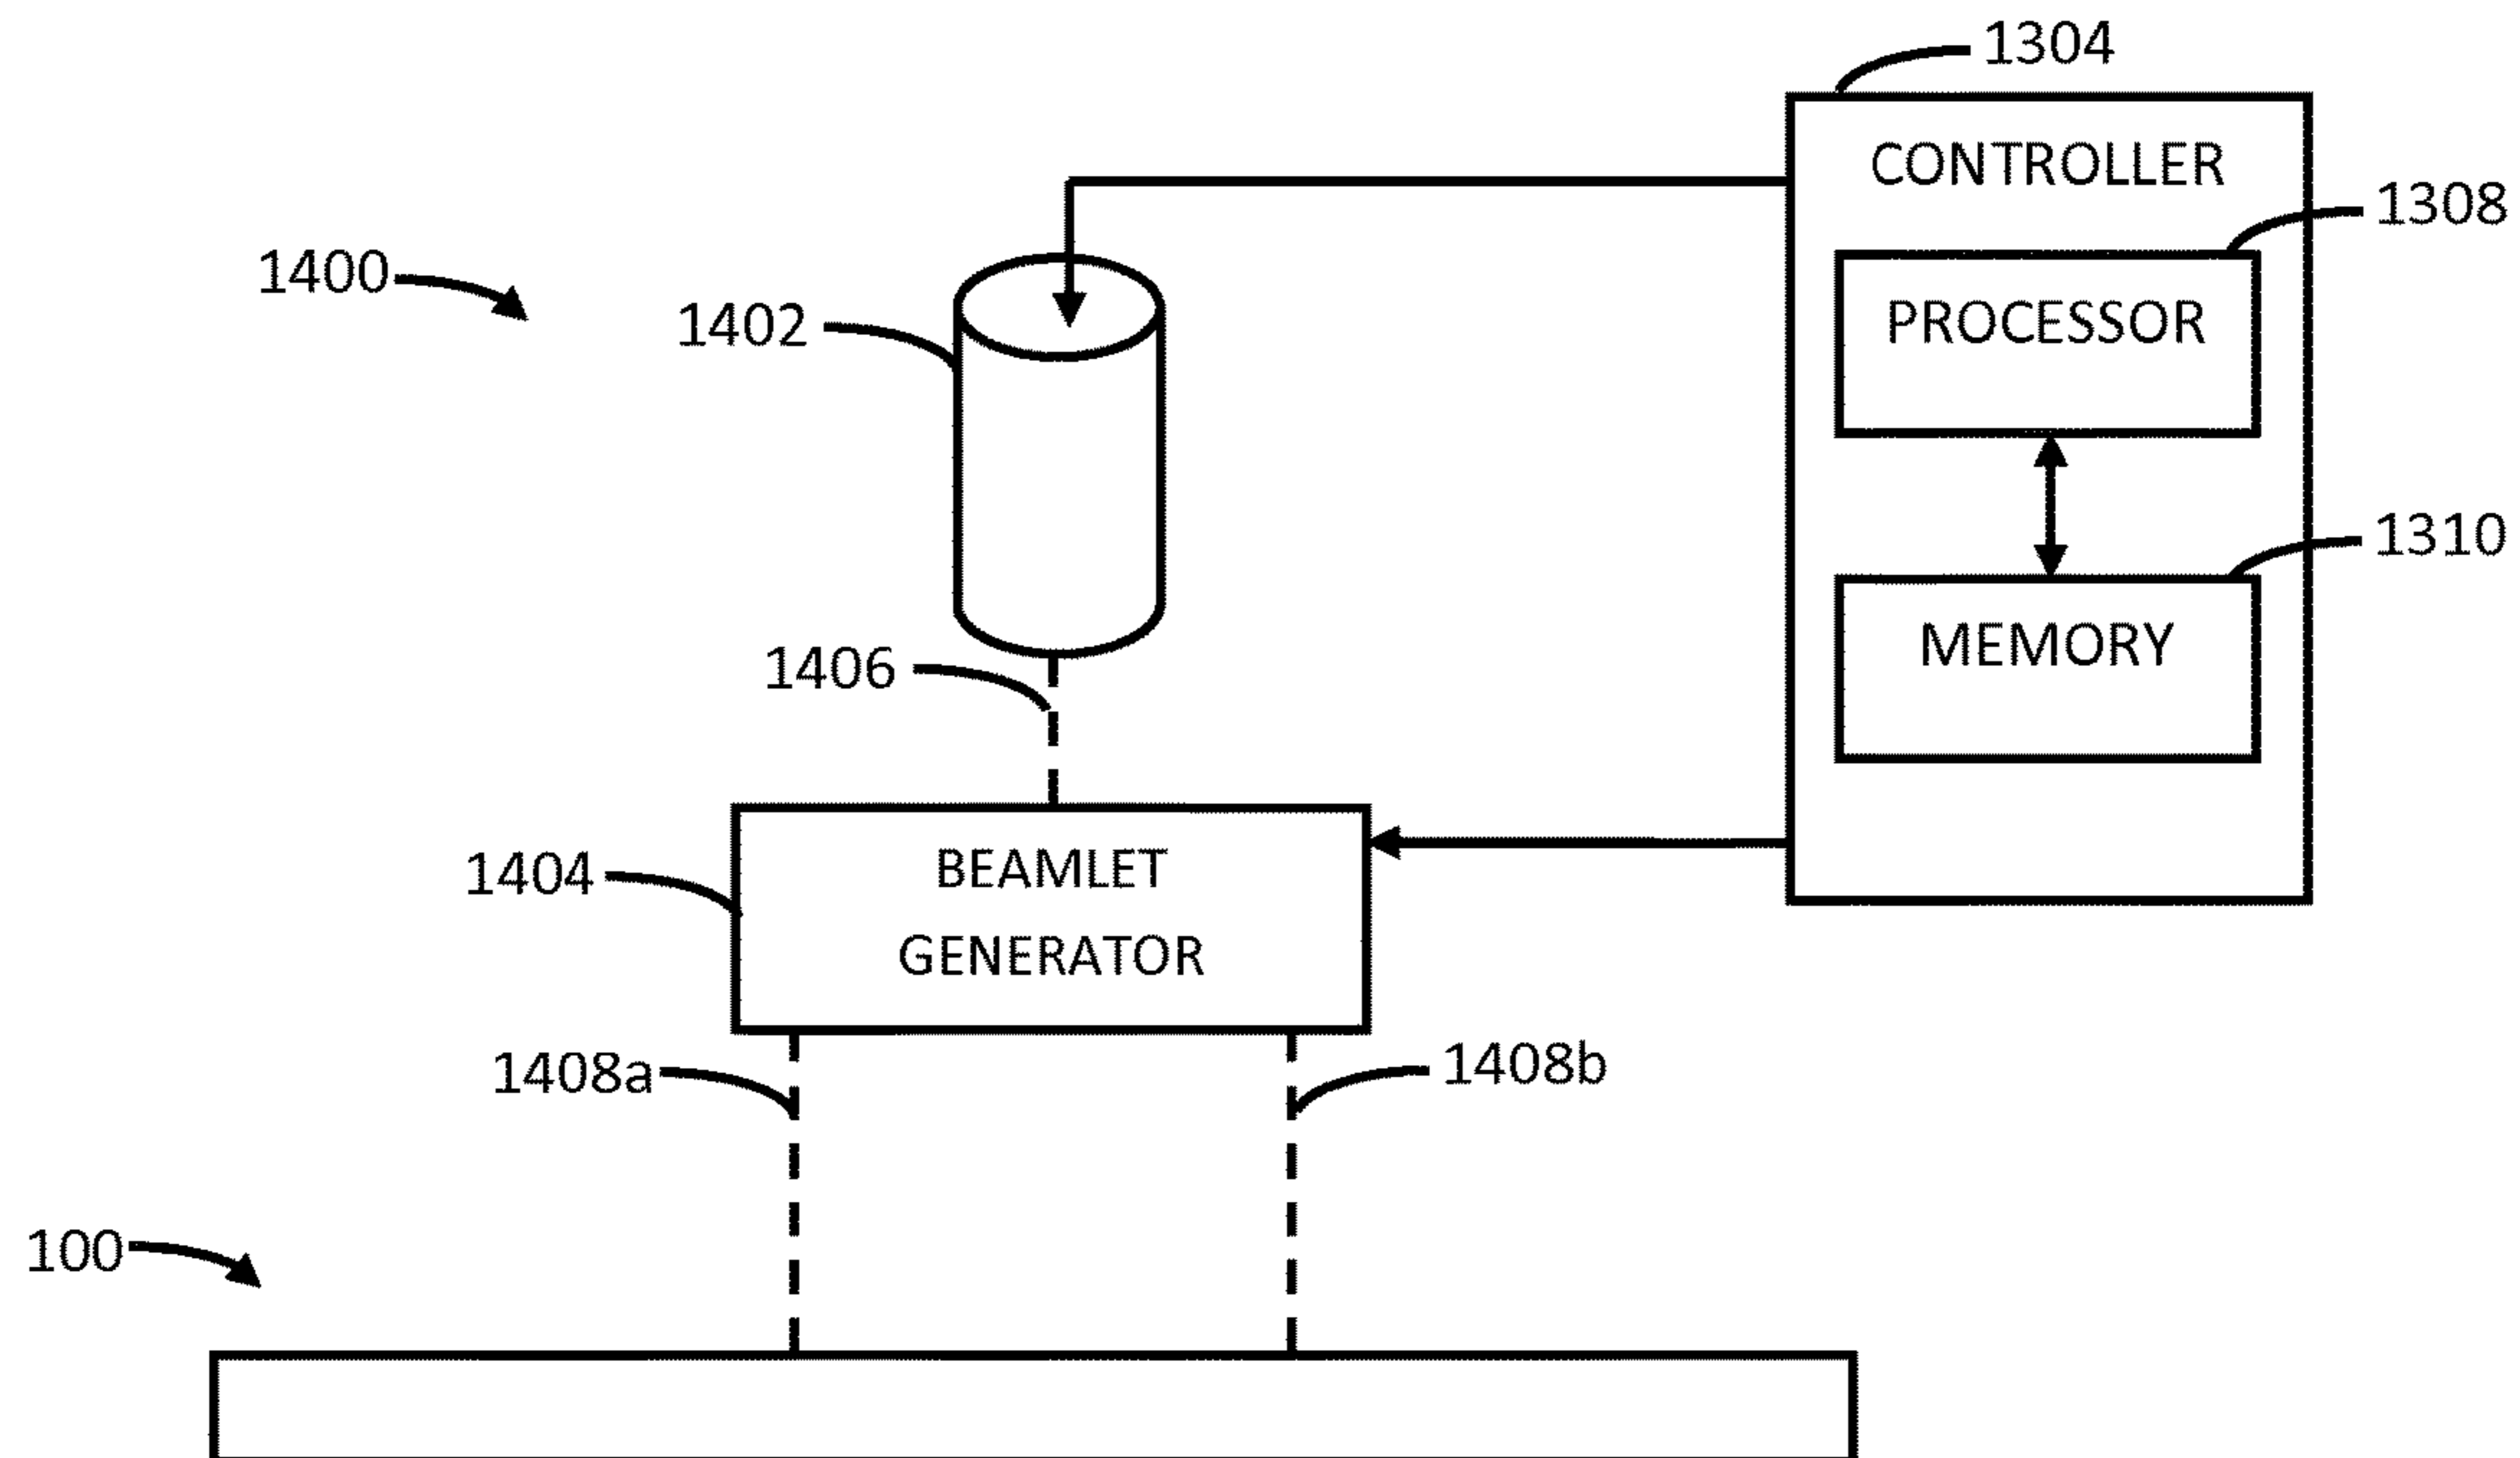 1304
CONTROLLER
1308
1400
1402
PROCESSOR
1310
1406
MEMORY
1404
BEAMLET
GENERATOR
1408a
1408b
100